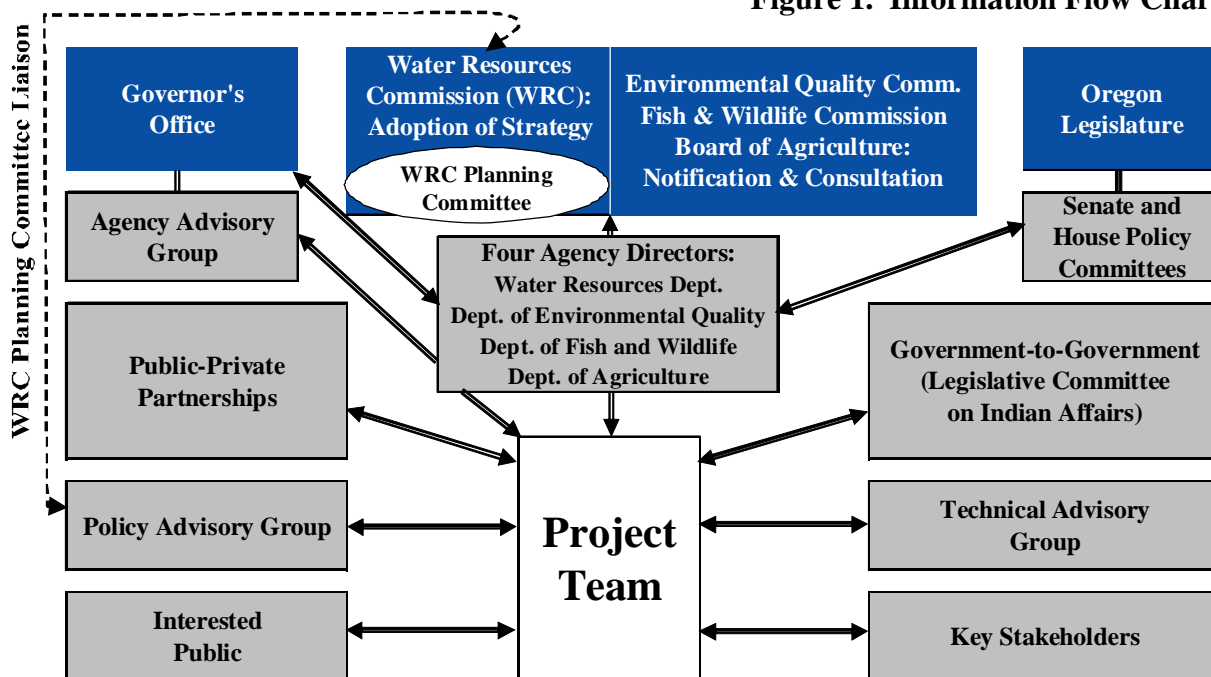 Figure 1. Information Flow Char
WRC Planning Committee Liaison
Governor's
Office
Water Resources
Commission (WRC):
Adoption of Strategy
WRC Planning
Committee
Environmental Quality Comm.
Fish & Wildlife Commission
Board of Agriculture:
Notification & Consultation
Oregon
Legislature
Agency Advisory
Group
Four Agency Directors:
Water Resources Dept.
Dept. of Environmental Quality
Dept. of Fish and Wildlife
Dept. of Agriculture
Senate and
House Policy
Committees
Public-Private
Partnerships
Government-to-Government
(Legislative Committee
on Indian Affairs)
Policy Advisory Group
Project
Team
Technical Advisory
Group
Interested
Public
Key Stakeholders